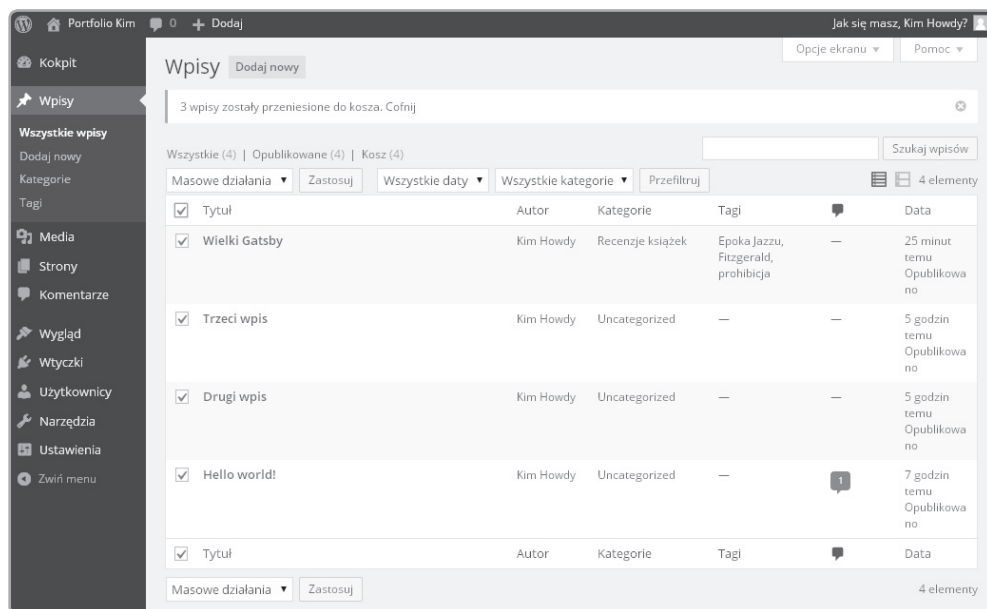 Portfolio Kim 0 + Dodaj Jak się masz, Kim Howdy?
Opcje ekranu Pomoc
Kokpit
Wpisy
Wszystkie wpisy
Dodaj nowy
Kategorie
Tagi
Media
Strony
Komentarze
Wygląd
Wtyczki
Użytkownicy
Narzędzia
Ustawienia
Zwiń menu
Wpisy Dodaj nowy
3 wpisy zostały przeniesione do kosza. Cofnij
Wszystkie (4) | Opublikowane (4) | Kosz (4) Szukaj wpisów
Masowe działania Zastosuj Wszystkie daty Wszystkie kategorie Przefiltruj 4 elementy
Tytuł Autor Kategorie Tagi Data
Wielki Gatsby Kim Howdy Recenzje książek Epoka Jazzu, — 25 minut
Fitzgerald, temu
prohibicja Opublikowa
no
Trzeci wpis Kim Howdy Uncategorized — — 5 godzin
temu
Opublikowa
no
Drugi wpis Kim Howdy Uncategorized — — 5 godzin
temu
Opublikowa
no
Hello world! Kim Howdy Uncategorized — 1 7 godzin
temu
Opublikowa
no
Tytuł Autor Kategorie Tagi Data
Masowe działania Zastosuj 4 elementy